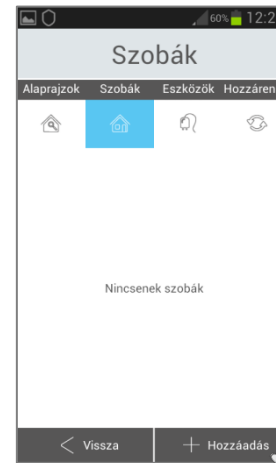 60% 12:2
Szobák
Alaprajzok Szobák Eszközök Hozzáren
Nincsenek szobák
Vissza Hozzáadás